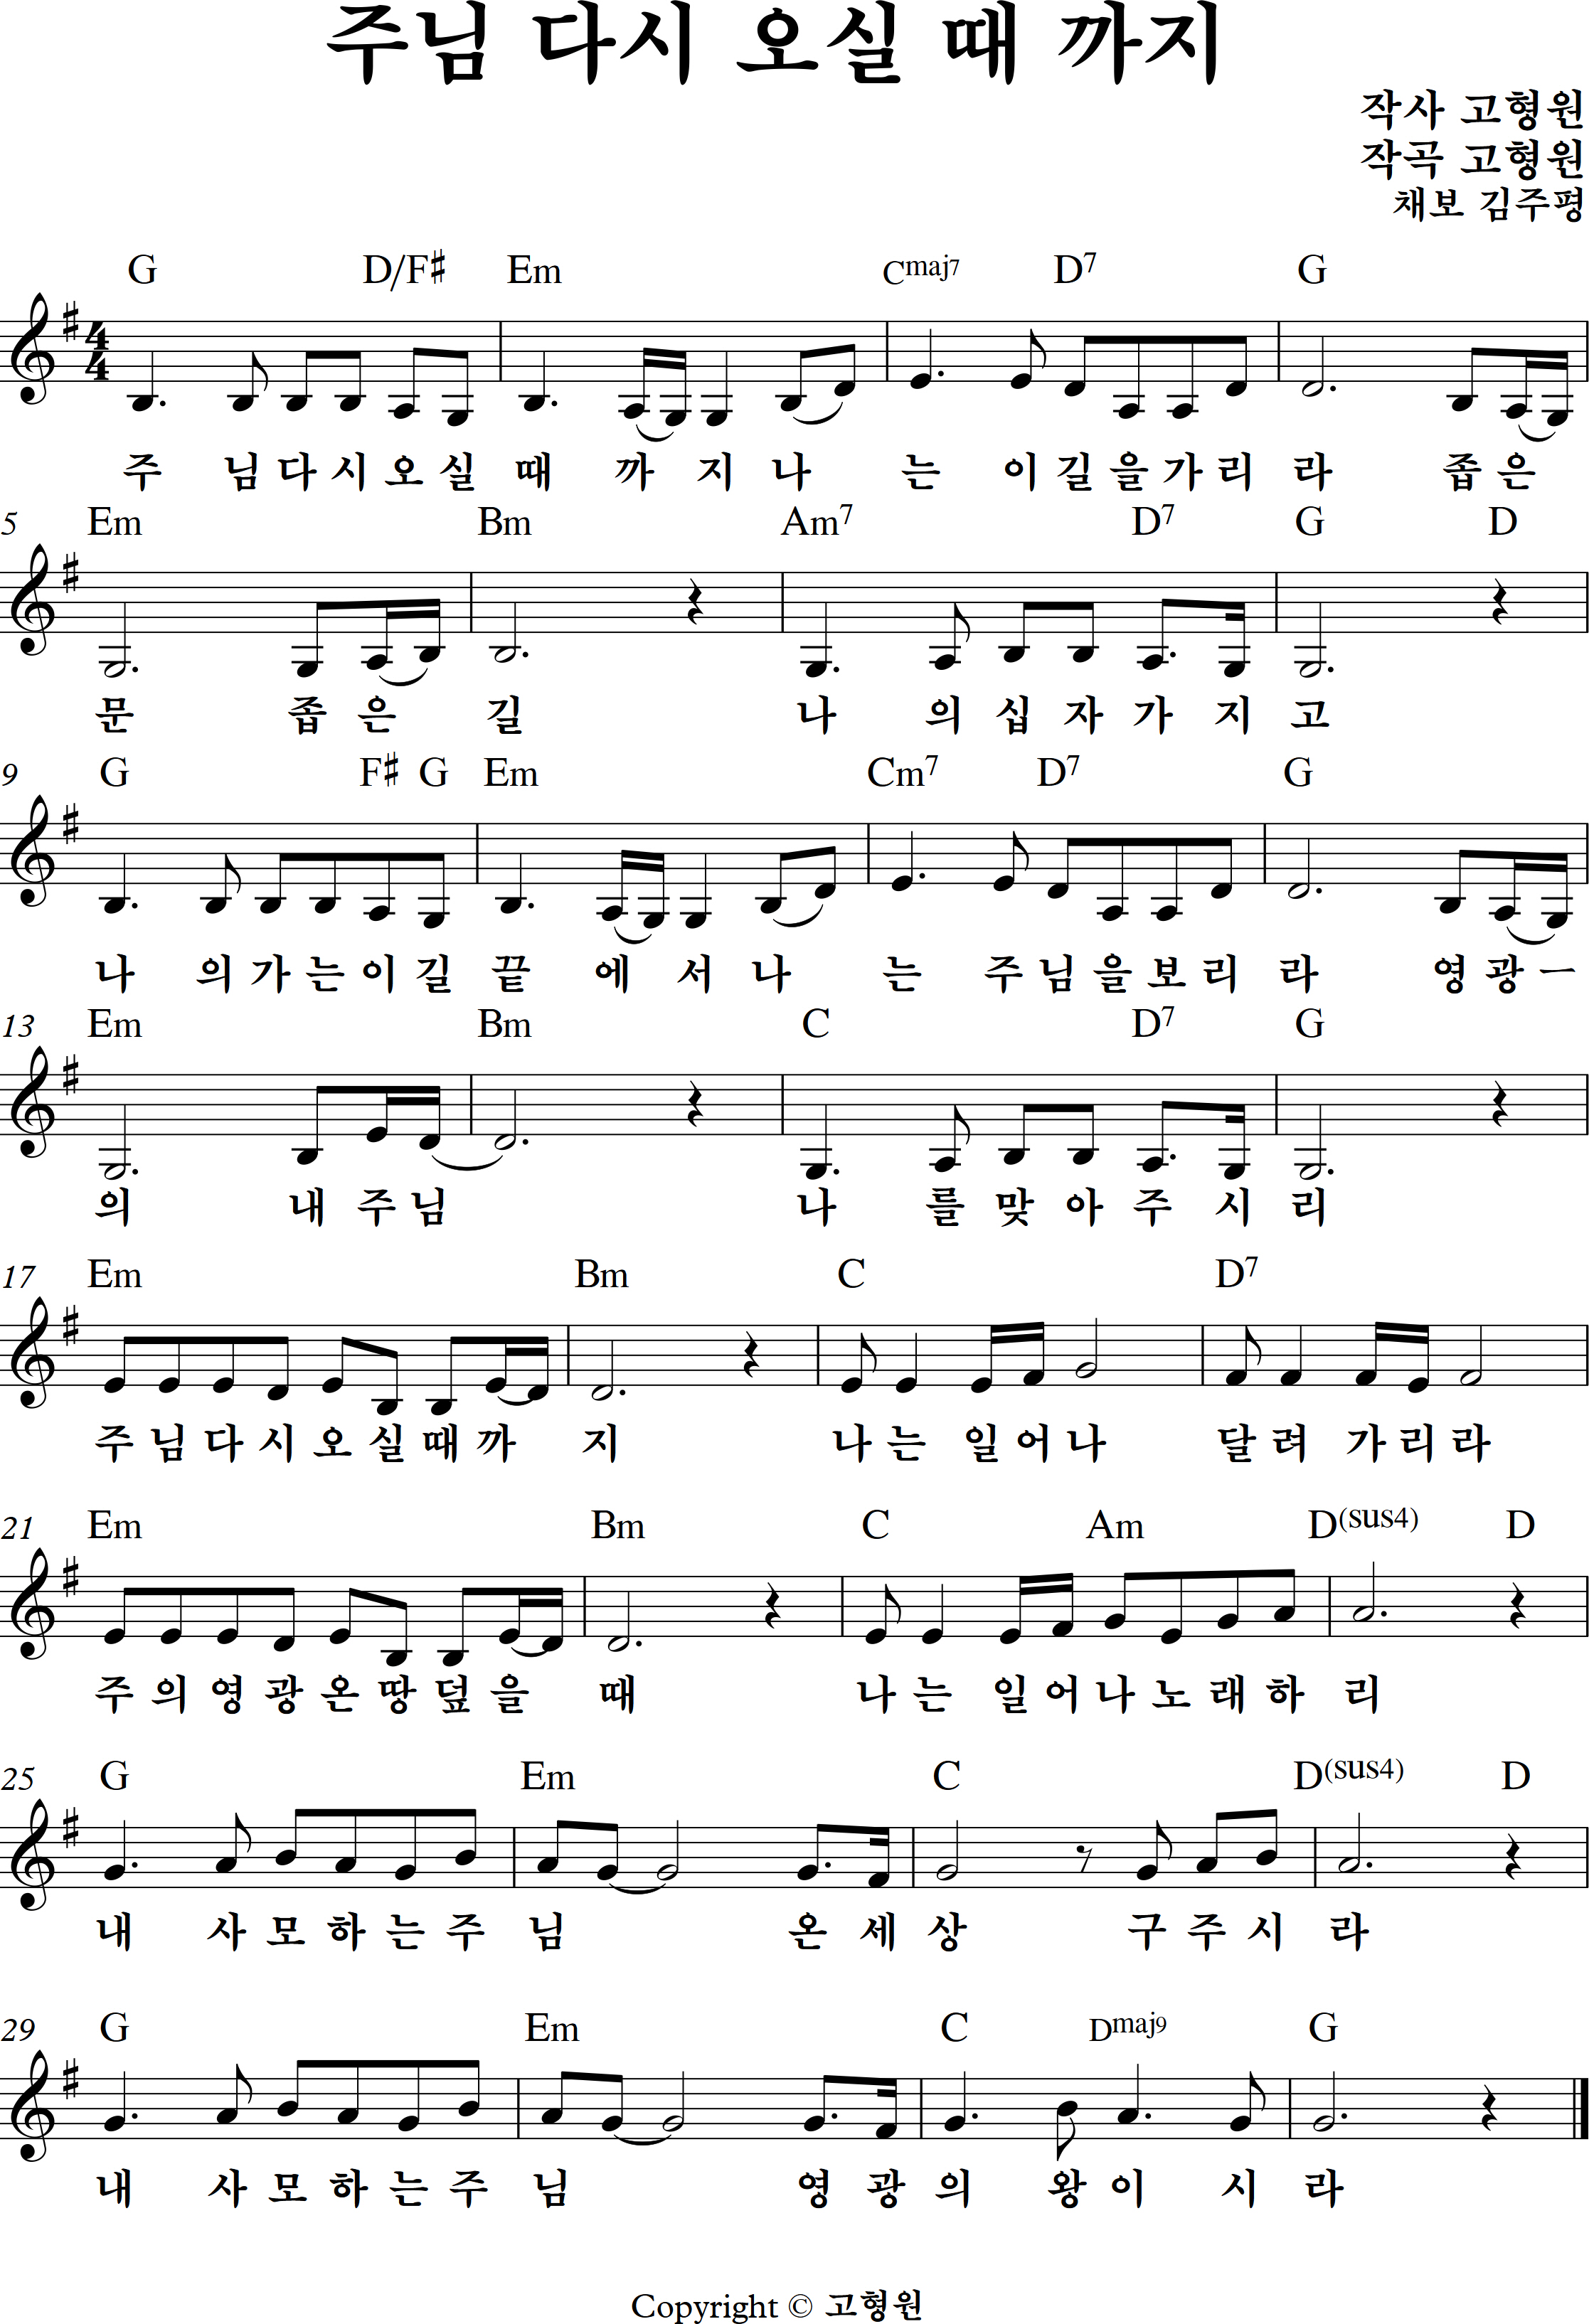 주님 다시 오실 때 까지
작사 고형원
작곡 고형원
채보 김주평
G D/F♯ Em Cmaj7 D7 G
주 님 다 시 오 실 때 까 지 나 는 이 길 을 가 리 라 좁 은
5 Em Bm Am7 D7 G D
문 좁 은 길 나 의 십 자 가 지 고
9 G F♯ G Em Cm7 D7 G
나 의 가 는 이 길 끝 에 서 나 는 주 님 을 보 리 라 영 광 ㅡ
13 Em Bm C D7 G
의 내 주 님 나 를 맞 아 주 시 리
17 Em Bm C D7
주 님 다 시 오 실 때 까 지 나 는 일 어 나 달 려 가 리 라
21 Em Bm C Am D(sus4) D
주 의 영 광 온 땅 덮 을 때 나 는 일 어 나 노 래 하 리
25 G Em C D(sus4) D
내 사 모 하 는 주 님 온 세 상 구 주 시 라
29 G Em C Dmaj9 G
내 사 모 하 는 주 님 영 광 의 왕 이 시 라
Copyright © 고형원